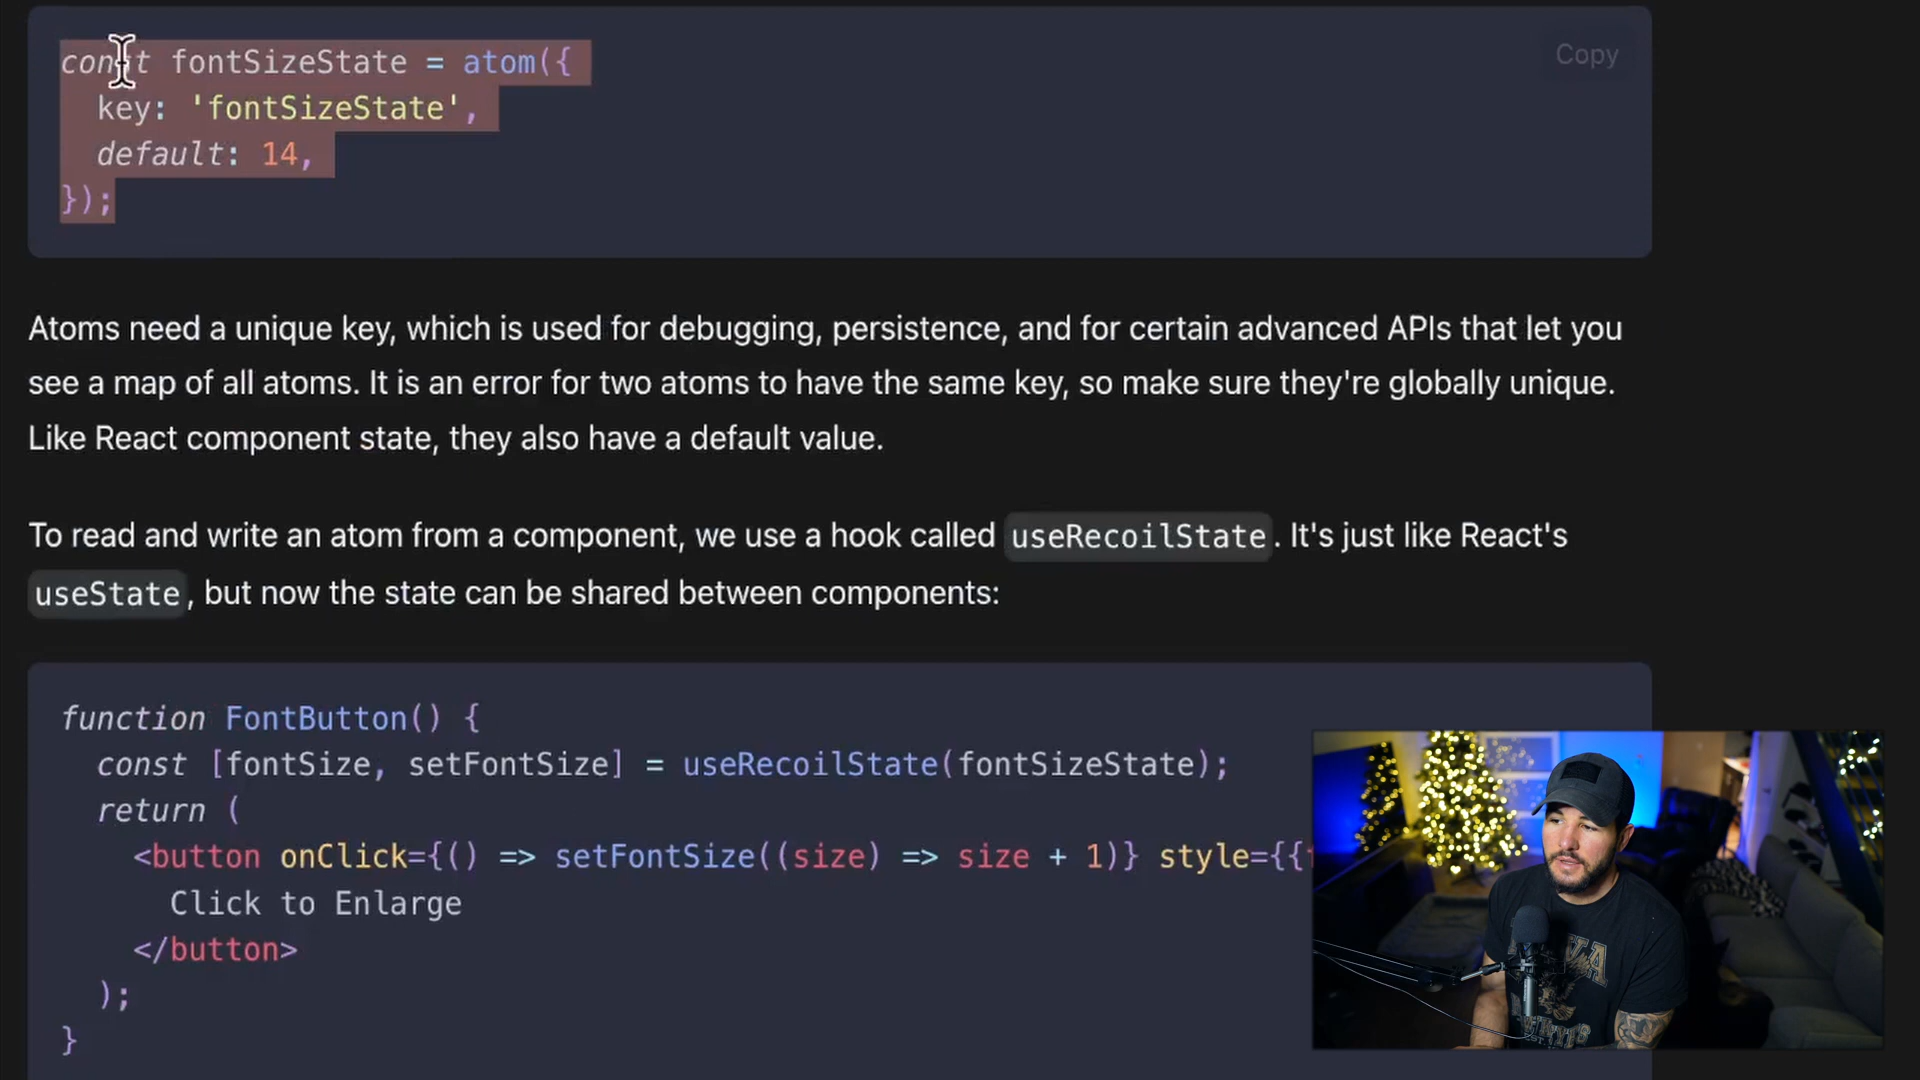 const fontSizeState = atom({
Copy
key: 'fontSizeState',
default: 14,
});
Atoms need a unique key, which is used for debugging, persistence, and for certain advanced APIs that let you
see a map of all atoms. It is an error for two atoms to have the same key, so make sure they're globally unique.
Like React component state, they also have a default value.
To read and write an atom from a component, we use a hook called useRecoilState. It's just like React's
useState, but now the state can be shared between components:
function FontButton() {
const [fontSize, setFontSize] = useRecoilState(fontSizeState);
return (
<button onClick={() => setFontSize((size) => size + 1)} style={{
Click to Enlarge
</button>
);
}